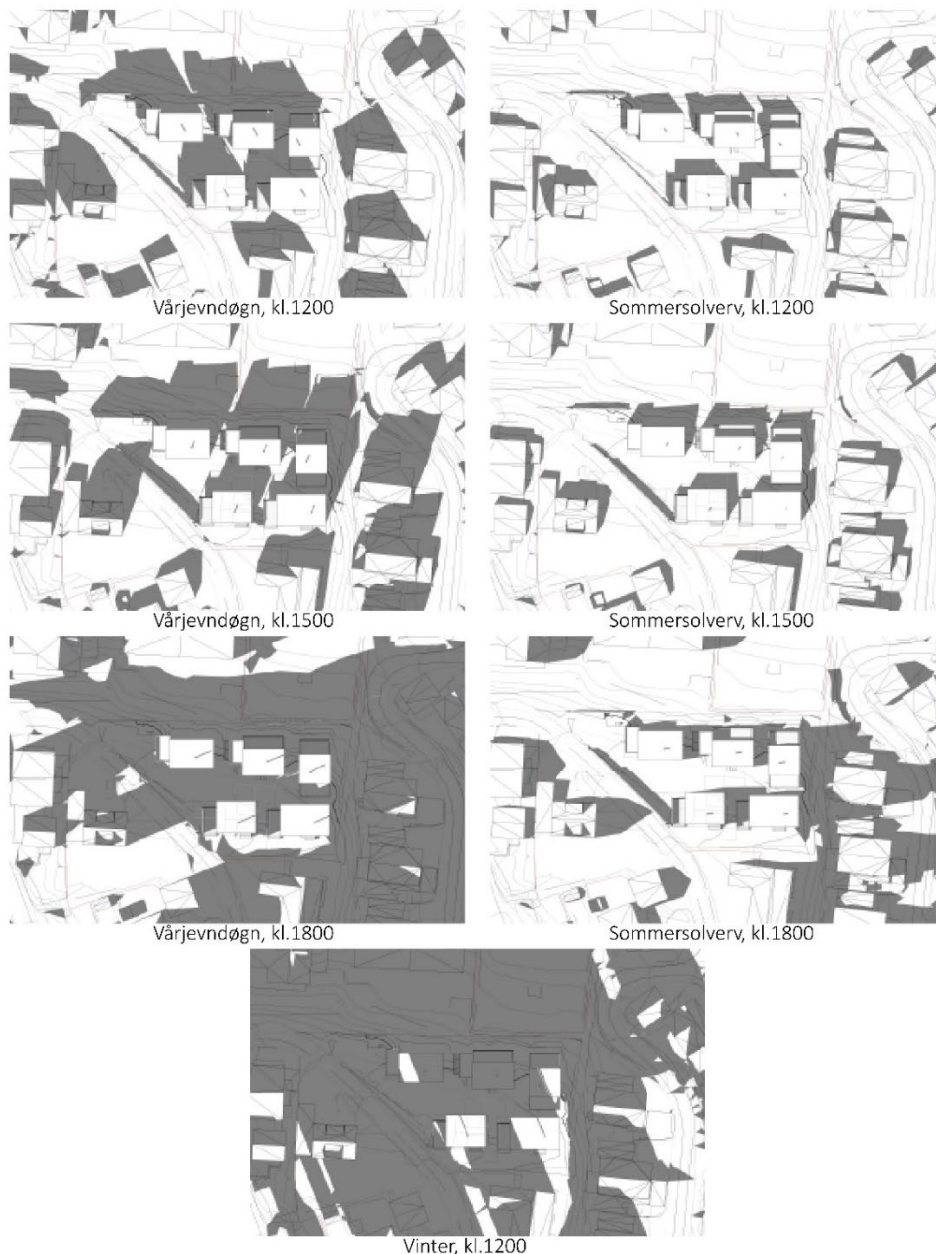 Vårjevndøgn, kl.1200
Sommersolverv, kl.1200
Vårjevndøgn, kl.1500
Sommersolverv, kl.1500
Vårjevndøgn, kl.1800
Sommersolverv, kl.1800
Vinter, kl.1200